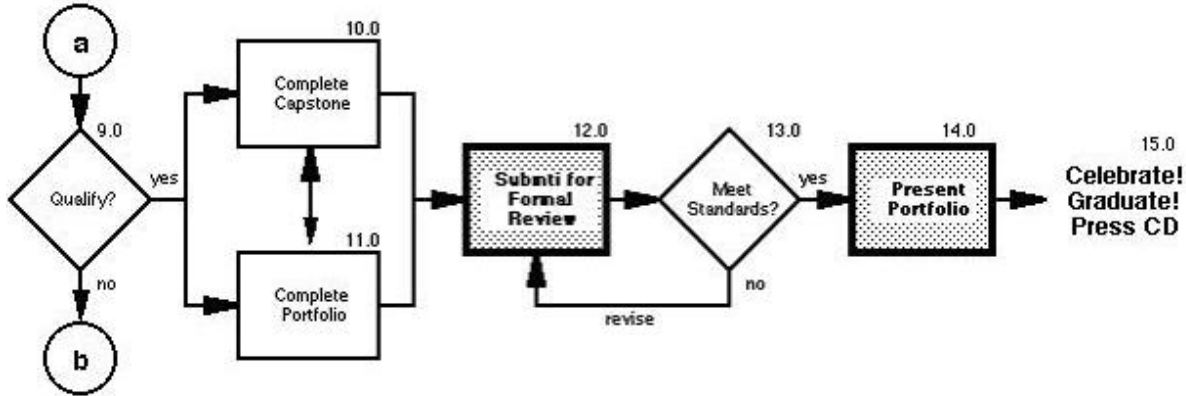 a
9.0
Qualify?
yes
no
b
10.0
Complete
Capstone
11.0
Complete
Portfolio
12.0
Submti for
Formal
Review
13.0
Meet
Standards?
yes
no
revise
14.0
Present
Portfolio
15.0
Celebrate!
Graduate!
Press CD